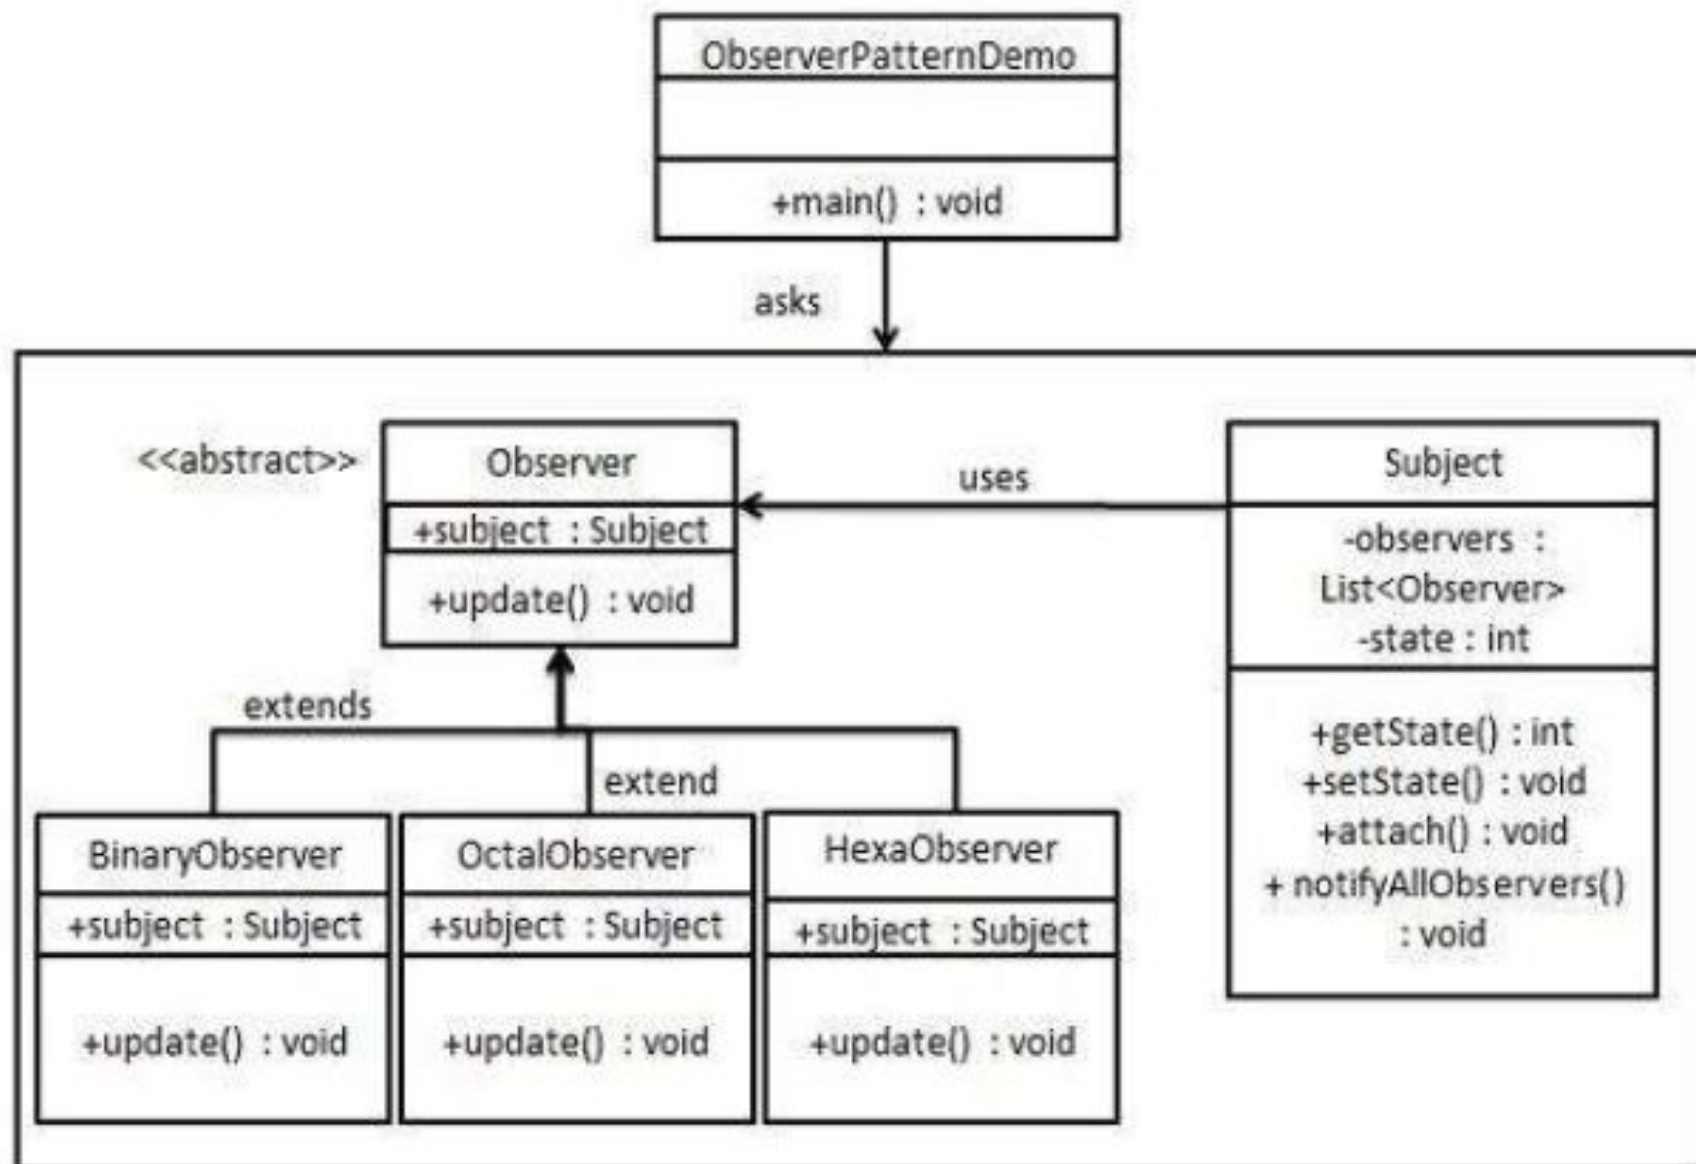 ObserverPatternDemo
+main() : void
asks
<<abstract>>
Observer
+subject : Subject
+update() : void
uses
Subject
-observers :
List<Observer>
-state : int
+getState() : int
+setState() : void
+attach() : void
+ notifyAllObservers()
: void
extends
extend
BinaryObserver
+subject : Subject
+update() : void
OctalObserver
+subject : Subject
+update() : void
HexaObserver
+subject : Subject
+update() : void